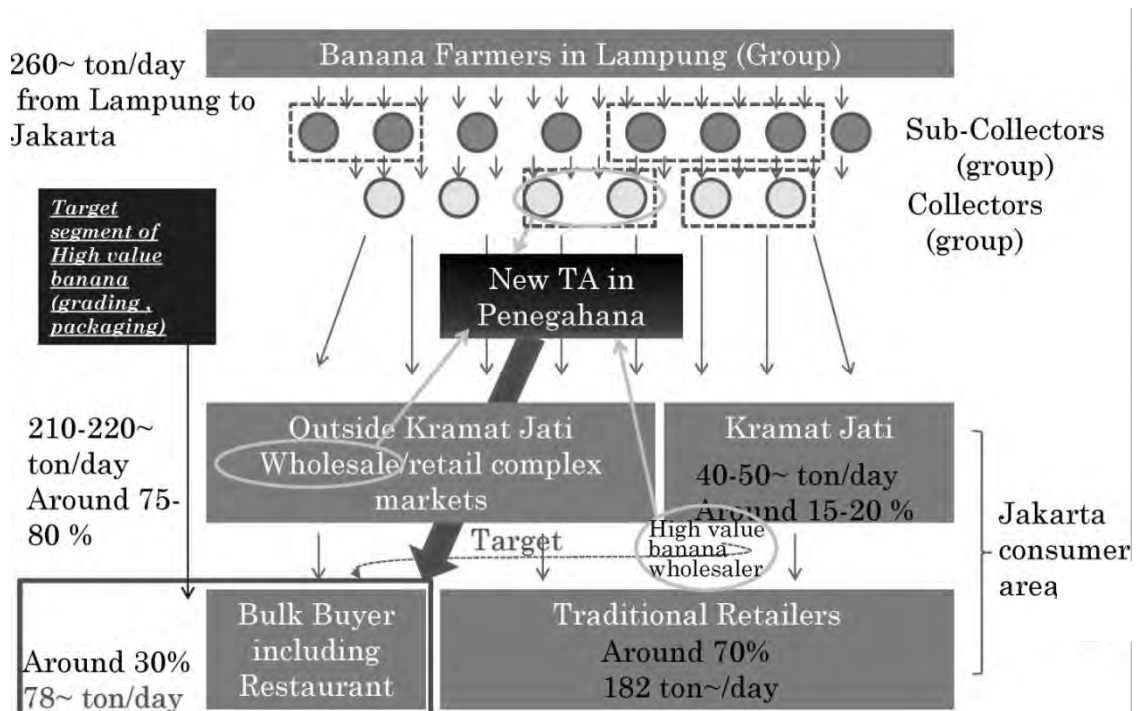 Banana Farmers in Lampung (Group)
260~ ton/day
from Lampung to
Jakarta
Sub-Collectors
(group)
Collectors
(group)
Target
segment of
High value
banana
(grading ,
packaging)
New TA in
Penegahana
210-220~
ton/day
Around 75-
80 %
Outside Kramat Jati
Wholesale/retail complex
markets
Kramat Jati
40-50~ ton/day
Around 15-20 %
High value
banana
wholesaler
Target
Jakarta
consumer
area
Around 30%
78~ ton/day
Bulk Buyer
including
Restaurant
Traditional Retailers
Around 70%
182 ton~/day